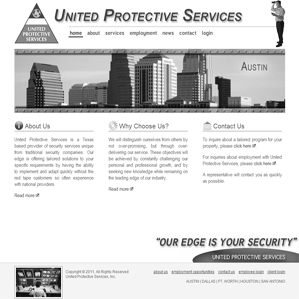 UNITED PROTECTIVE SERVICES
UNITED
PROTECTIVE
SERVICES
home about services employment news contact login
AUSTIN
About Us
United Protective Services is a Texas
based provider of security services unique
from traditional security companies. Our
edge is offering tailored solutions to your
specific requirements by having the ability
to implement and adapt quickly without the
red tape customers so often experience
with national providers.
Read more
Why Choose Us?
We will distinguish ourselves from others by
not over-promising, but through over-
delivering our service. These objectives will
be achieved by constantly challenging our
personal and professional growth, and by
seeking new knowledge while remaining on
the leading edge of our industry.
Read more
Contact Us
To inquire about a tailored program for your
property, please click here
For inquiries about employment with United
Protective Services, please click here
A representative will contact you as quickly
as possible.
"OUR EDGE IS YOUR SECURITY"
UNITED PROTECTIVE SERVICES
Copyright © 2011. All Rights Reserved
United Protective Services, Inc.
about us employment opportunities contact us employee login client login
AUSTIN | DALLAS | FT. WORTH | HOUSTON | SAN ANTONIO